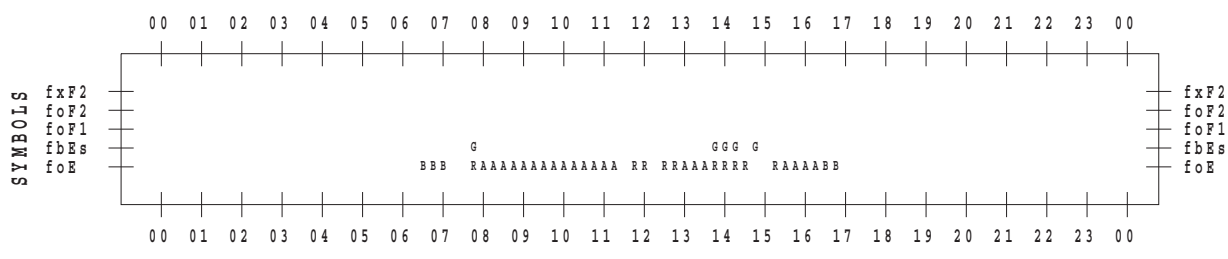 00 01 02 03 04 05 06 07 08 09 10 11 12 13 14 15 16 17 18 19 20 21 22 23 00
SYMBOLS
fxF2 fxF2
foF2 foF2
foF1 foF1
fbEs G GGG G fbEs
foE BBB RAAAAAAAAAAAAAA RR RRAAARRRR RAAAABB foE
00 01 02 03 04 05 06 07 08 09 10 11 12 13 14 15 16 17 18 19 20 21 22 23 00